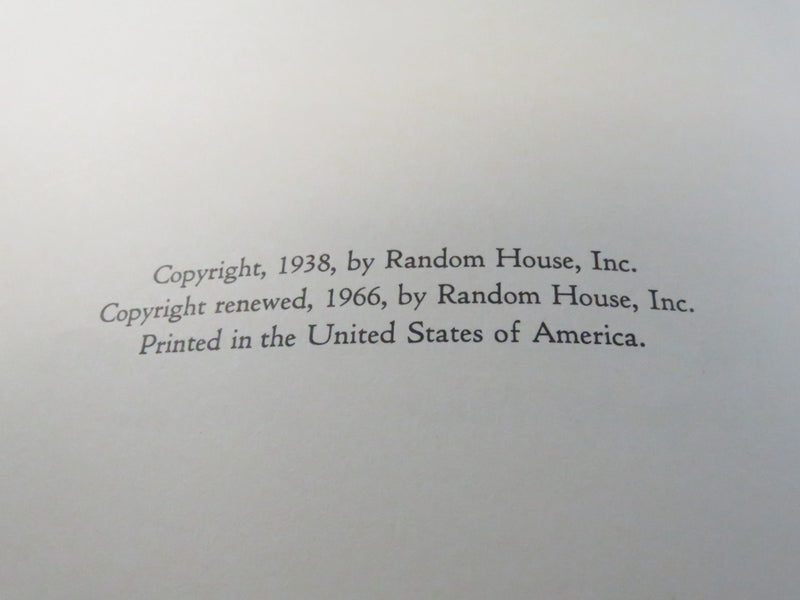 Copyright, 1938, by Random House, Inc.
Copyright renewed, 1966, by Random House, Inc.
Printed in the United States of America.